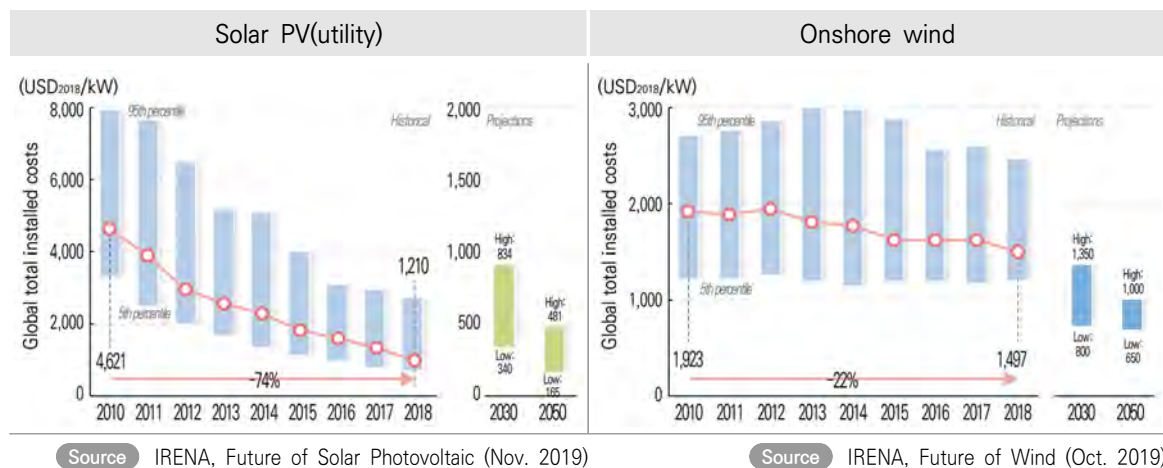 Solar PV(utility)
Onshore wind
(USD2018/kW)
Global total installed costs
8,000
6,000
4,000
2,000
0
95th percentile
5th percentile
Historical
4,621
1,210
-74%
2010 2011 2012 2013 2014 2015 2016 2017 2018
2,000
1,500
1,000
500
0
Projections
High:
834
Low:
340
High:
481
Low:
165
2030 2050
(USD2018/kW)
Global total installed costs
3,000
2,000
1,000
0
95th percentile
5th percentile
Historical
1,923
1,497
-22%
2010 2011 2012 2013 2014 2015 2016 2017 2018
Projections
High:
1,350
Low:
800
High:
1,000
Low:
650
2030 2050
Source IRENA, Future of Solar Photovoltaic (Nov. 2019)
Source IRENA, Future of Wind (Oct. 2019)